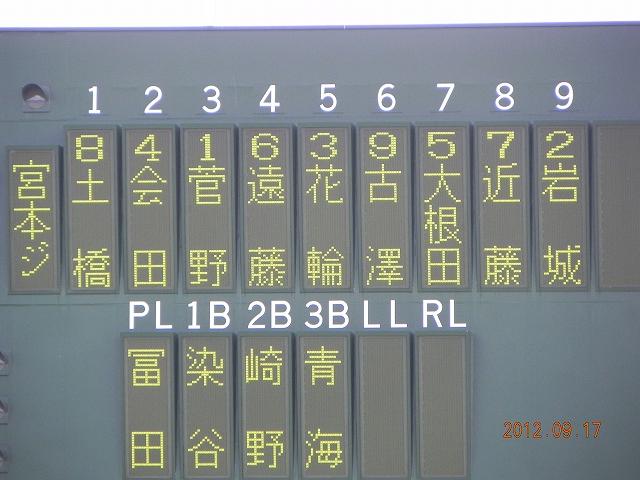 1 2 3 4 5 6 7 8 9
宮本ジ
8土橋
4会田
1菅野
6遠藤
3花輪
9古澤
5大根田
7近藤
2岩城
PL 1B 2B 3B LL RL
冨田
染谷
崎野
青海
2012.09.17